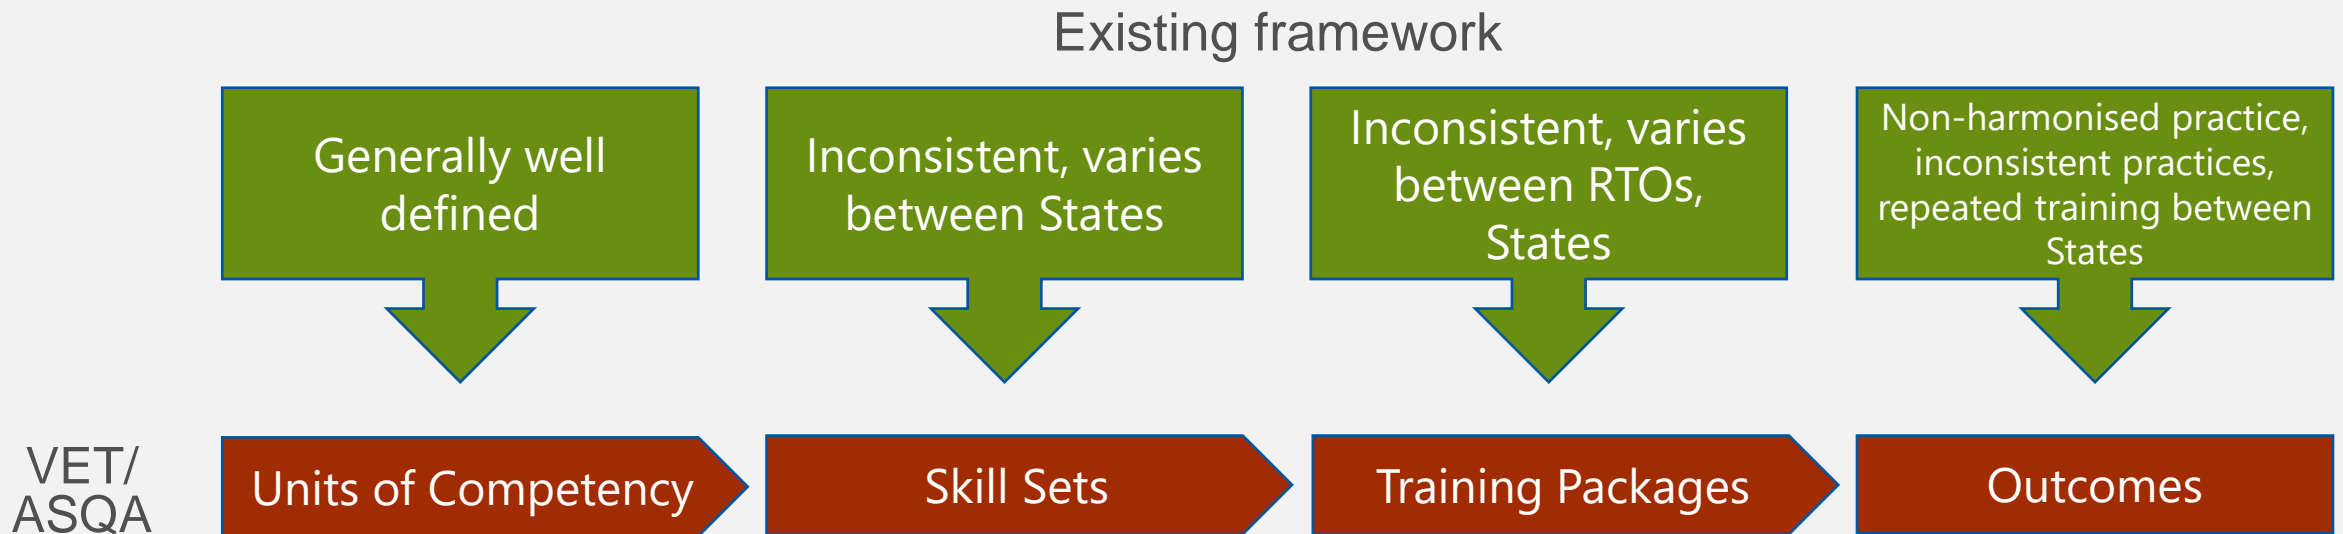 Existing framework
Generally well
defined
Inconsistent, varies
between States
Inconsistent, varies
between RTOs,
States
Non-harmonised practice,
inconsistent practices,
repeated training between
States
VET/
ASQA
Units of Competency
Skill Sets
Training Packages
Outcomes